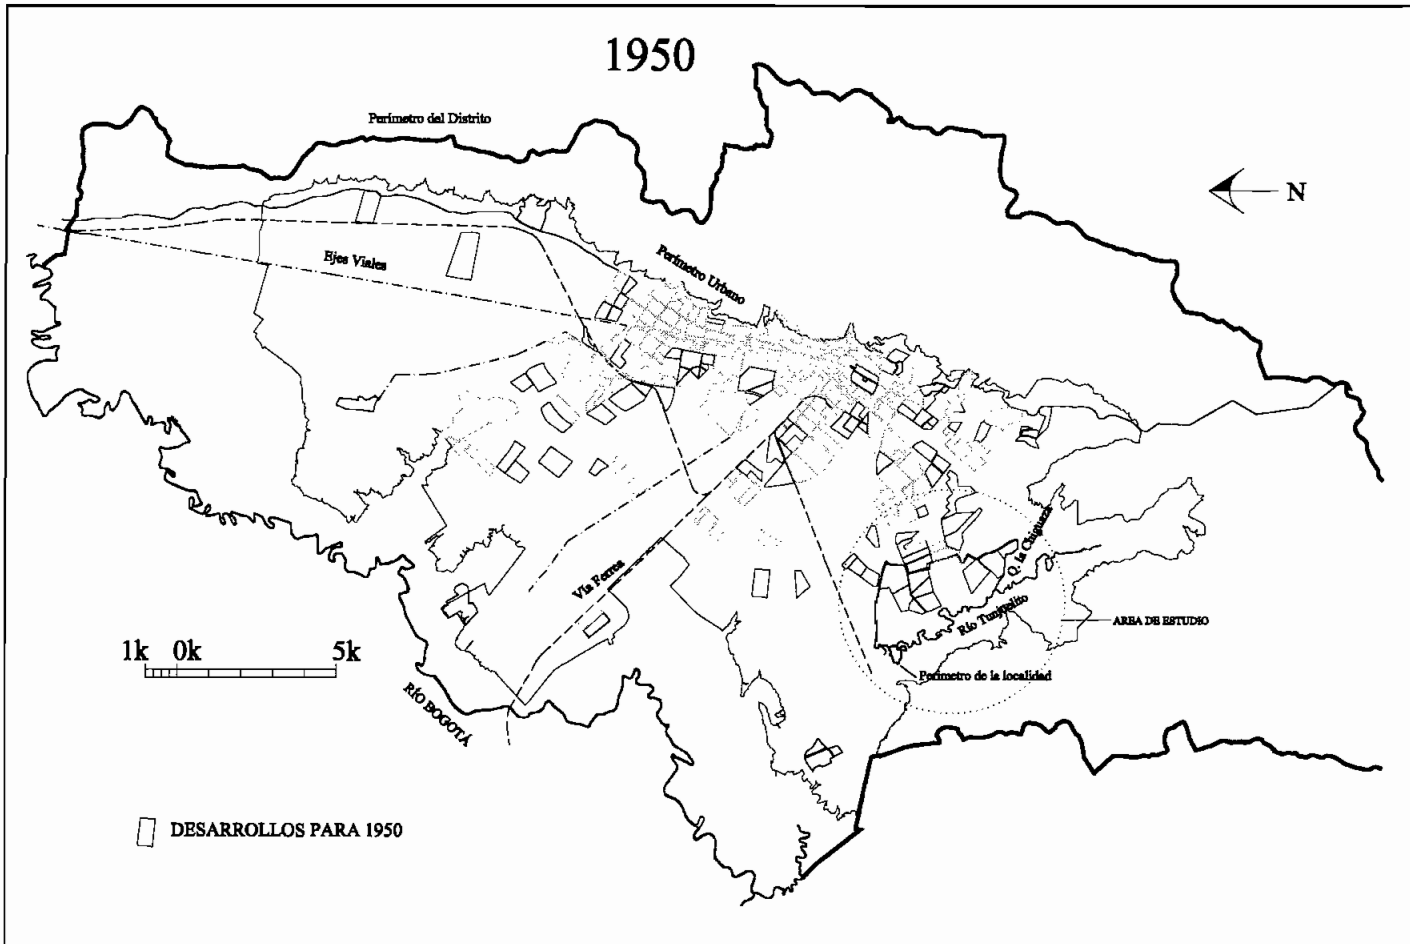 1950
Perímetro del Distrito
N
Perímetro Urbano
Ejes Viales
Q. la Chiguaza
Vía Ferrea
Río Tunjuelito
AREA DE ESTUDIO
1k 0k 5k
Perímetro de la localidad
RÍO BOGOTÁ
DESARROLLOS PARA 1950